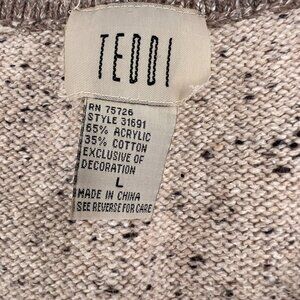 TEDDI
RN 75726
STYLE 31691
65% ACRYLIC
35% COTTON
EXCLUSIVE OF
DECORATION
L
MADE IN CHINA
SEE REVERSE FOR CARE